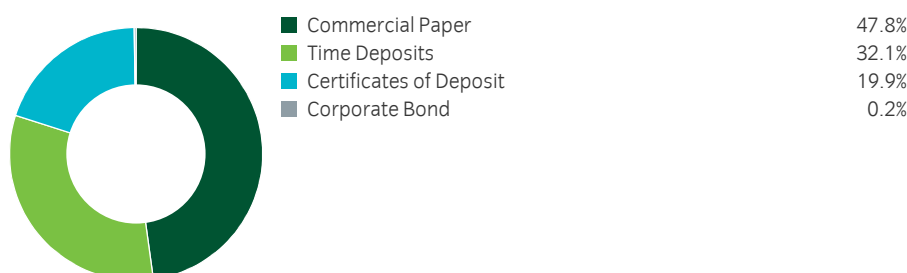 Commercial Paper 47.8%
Time Deposits 32.1%
Certificates of Deposit 19.9%
Corporate Bond 0.2%